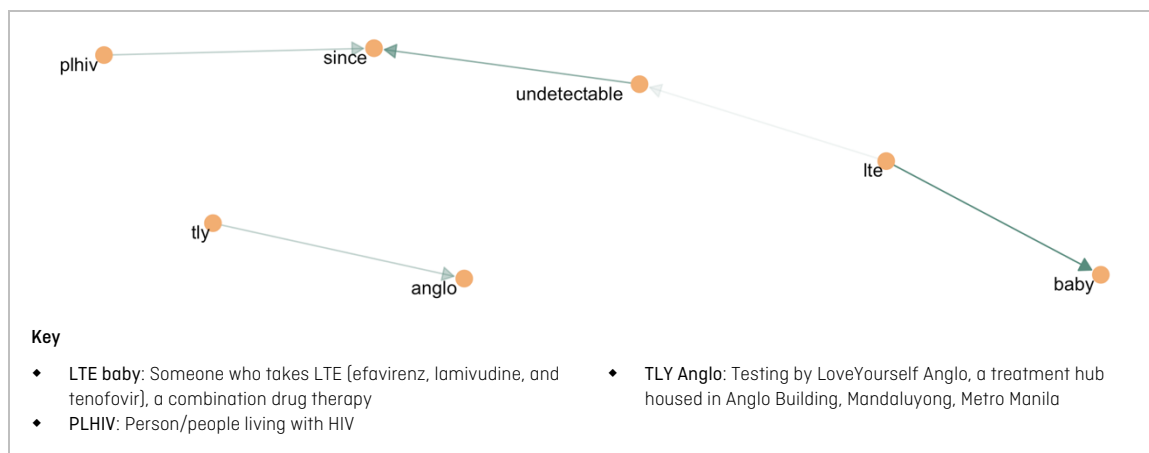 plhiv
since
undetectable
lte
tly
anglo
baby
Key
◆ LTE baby: Someone who takes LTE (efavirenz, lamivudine, and
tenofovir), a combination drug therapy
◆ PLHIV: Person/people living with HIV
◆ TLY Anglo: Testing by LoveYourself Anglo, a treatment hub
housed in Anglo Building, Mandaluyong, Metro Manila